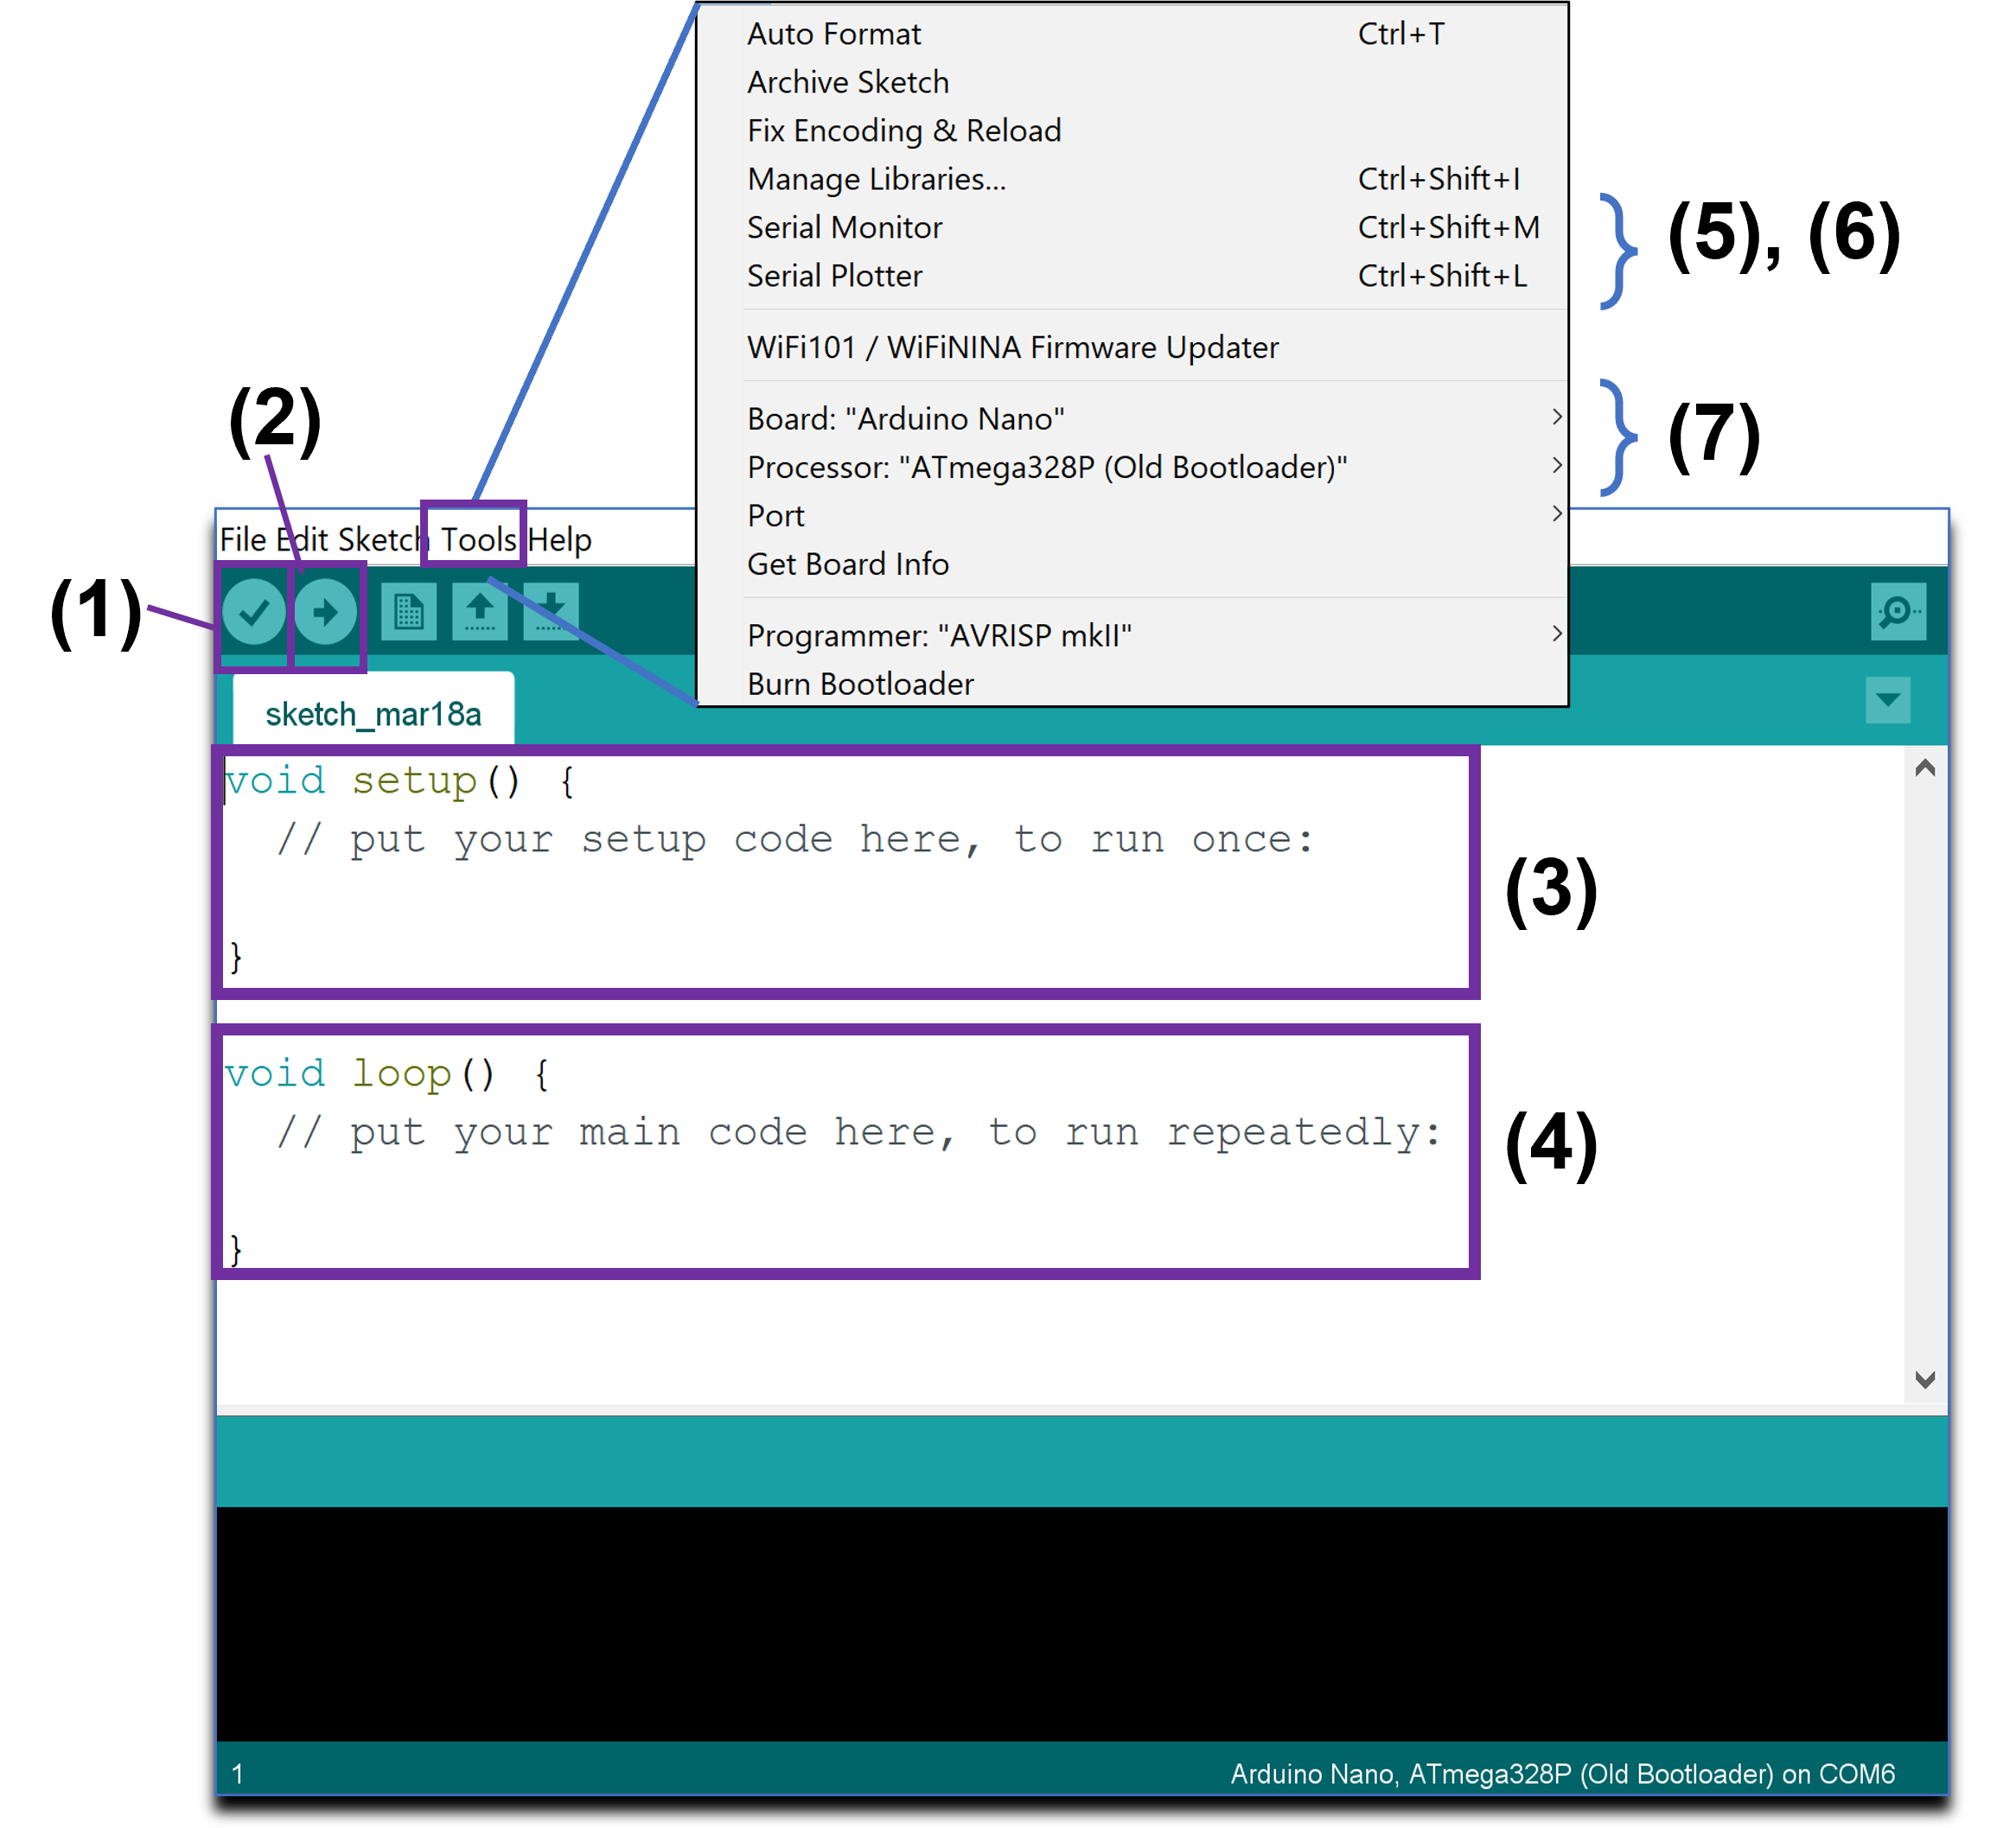 Auto Format Ctrl+T
Archive Sketch
Fix Encoding & Reload
Manage Libraries... Ctrl+Shift+I
Serial Monitor Ctrl+Shift+M
Serial Plotter Ctrl+Shift+L
(5), (6)
WiFi101 / WiFiNINA Firmware Updater
Board: "Arduino Nano"
Processor: "ATmega328P (Old Bootloader)"
Port
Get Board Info
(7)
Programmer: "AVRISP mkII"
Burn Bootloader
(2)
File Edit Sketch Tools Help
(1)
sketch_mar18a
void setup() {
// put your setup code here, to run once:
}
(3)
void loop() {
// put your main code here, to run repeatedly:
}
(4)
1 Arduino Nano, ATmega328P (Old Bootloader) on COM6